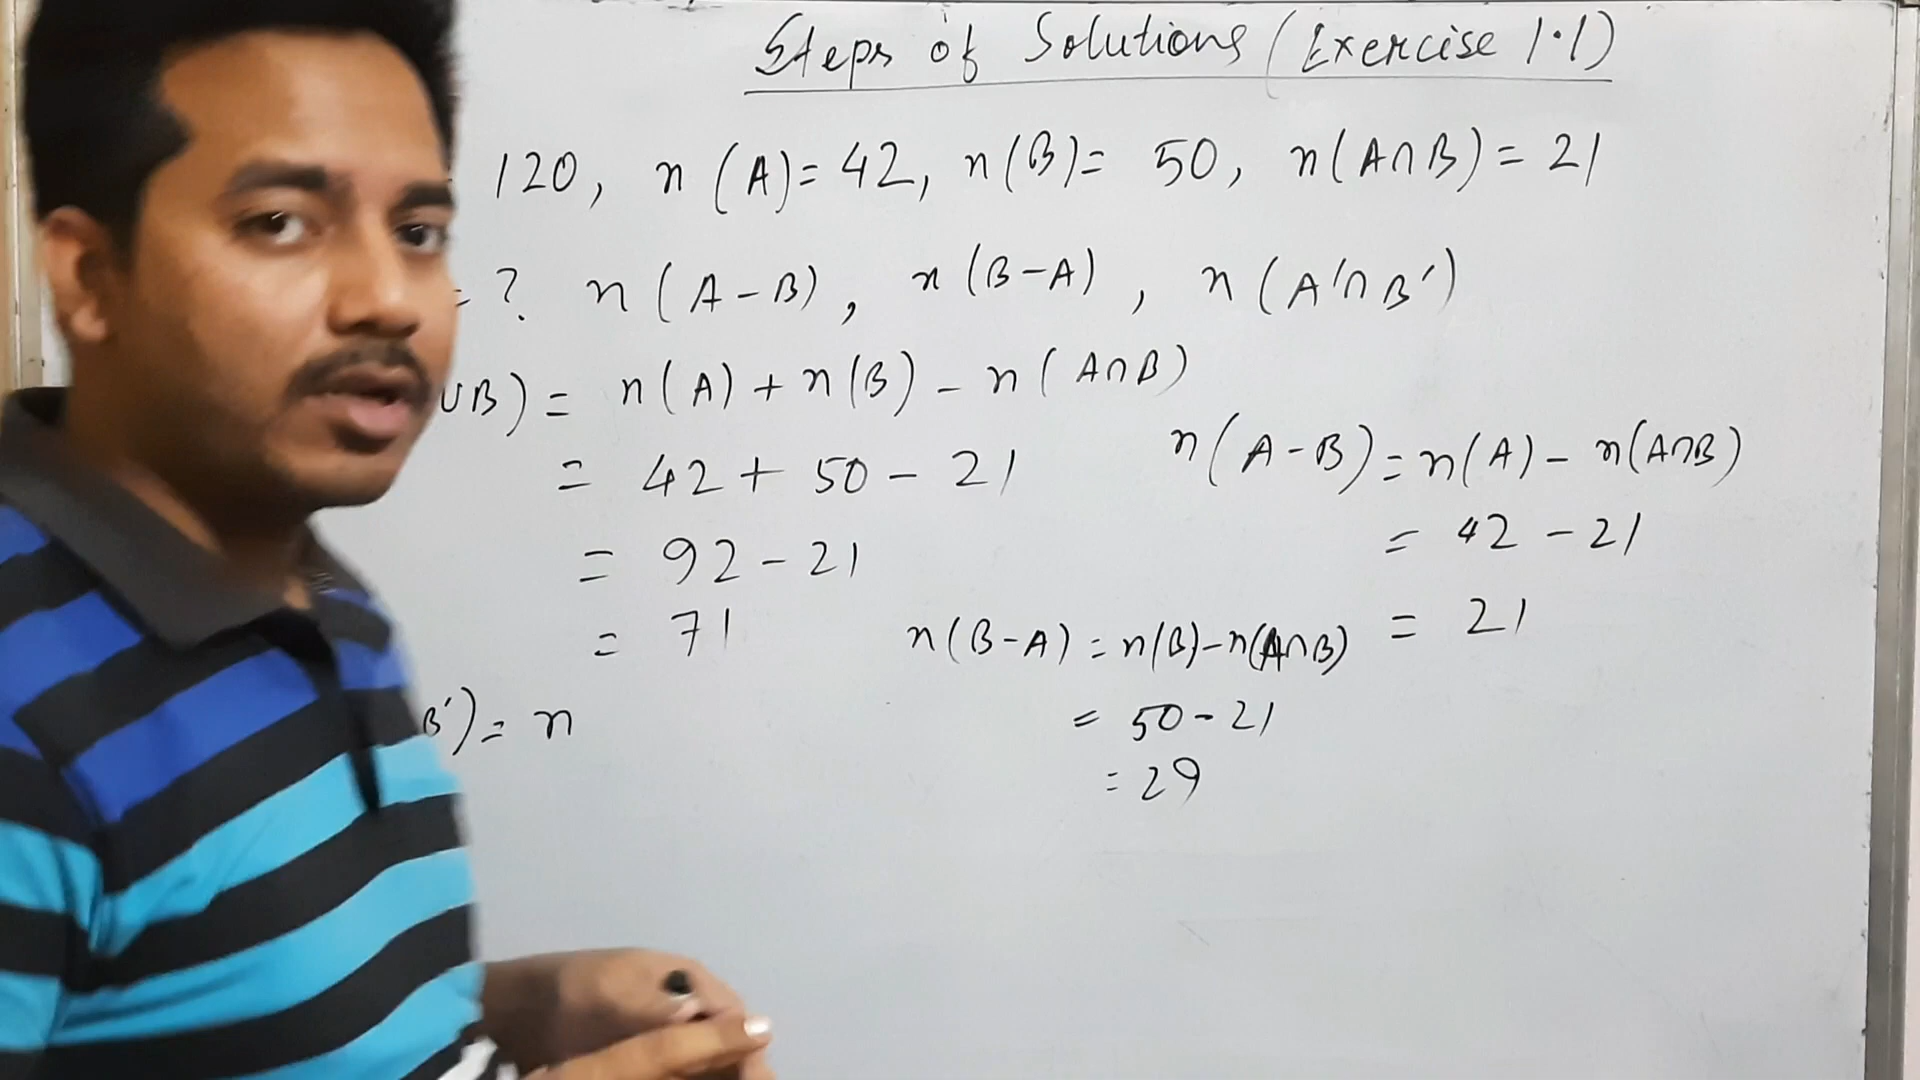 Steps of Solutions (Exercise 1.1)
120, n(A)= 42, n(B)= 50, n(A∩B) = 21
= ? n(A-B), n(B-A), n(A'∩B')
∪B) = n(A) + n(B) - n(A∩B)
= 42 + 50 - 21
= 92 - 21
= 71
B') = n
n(A-B) = n(A) - n(A∩B)
= 42 - 21
= 21
n(B-A) = n(B)-n(A∩B)
= 50 - 21
= 29